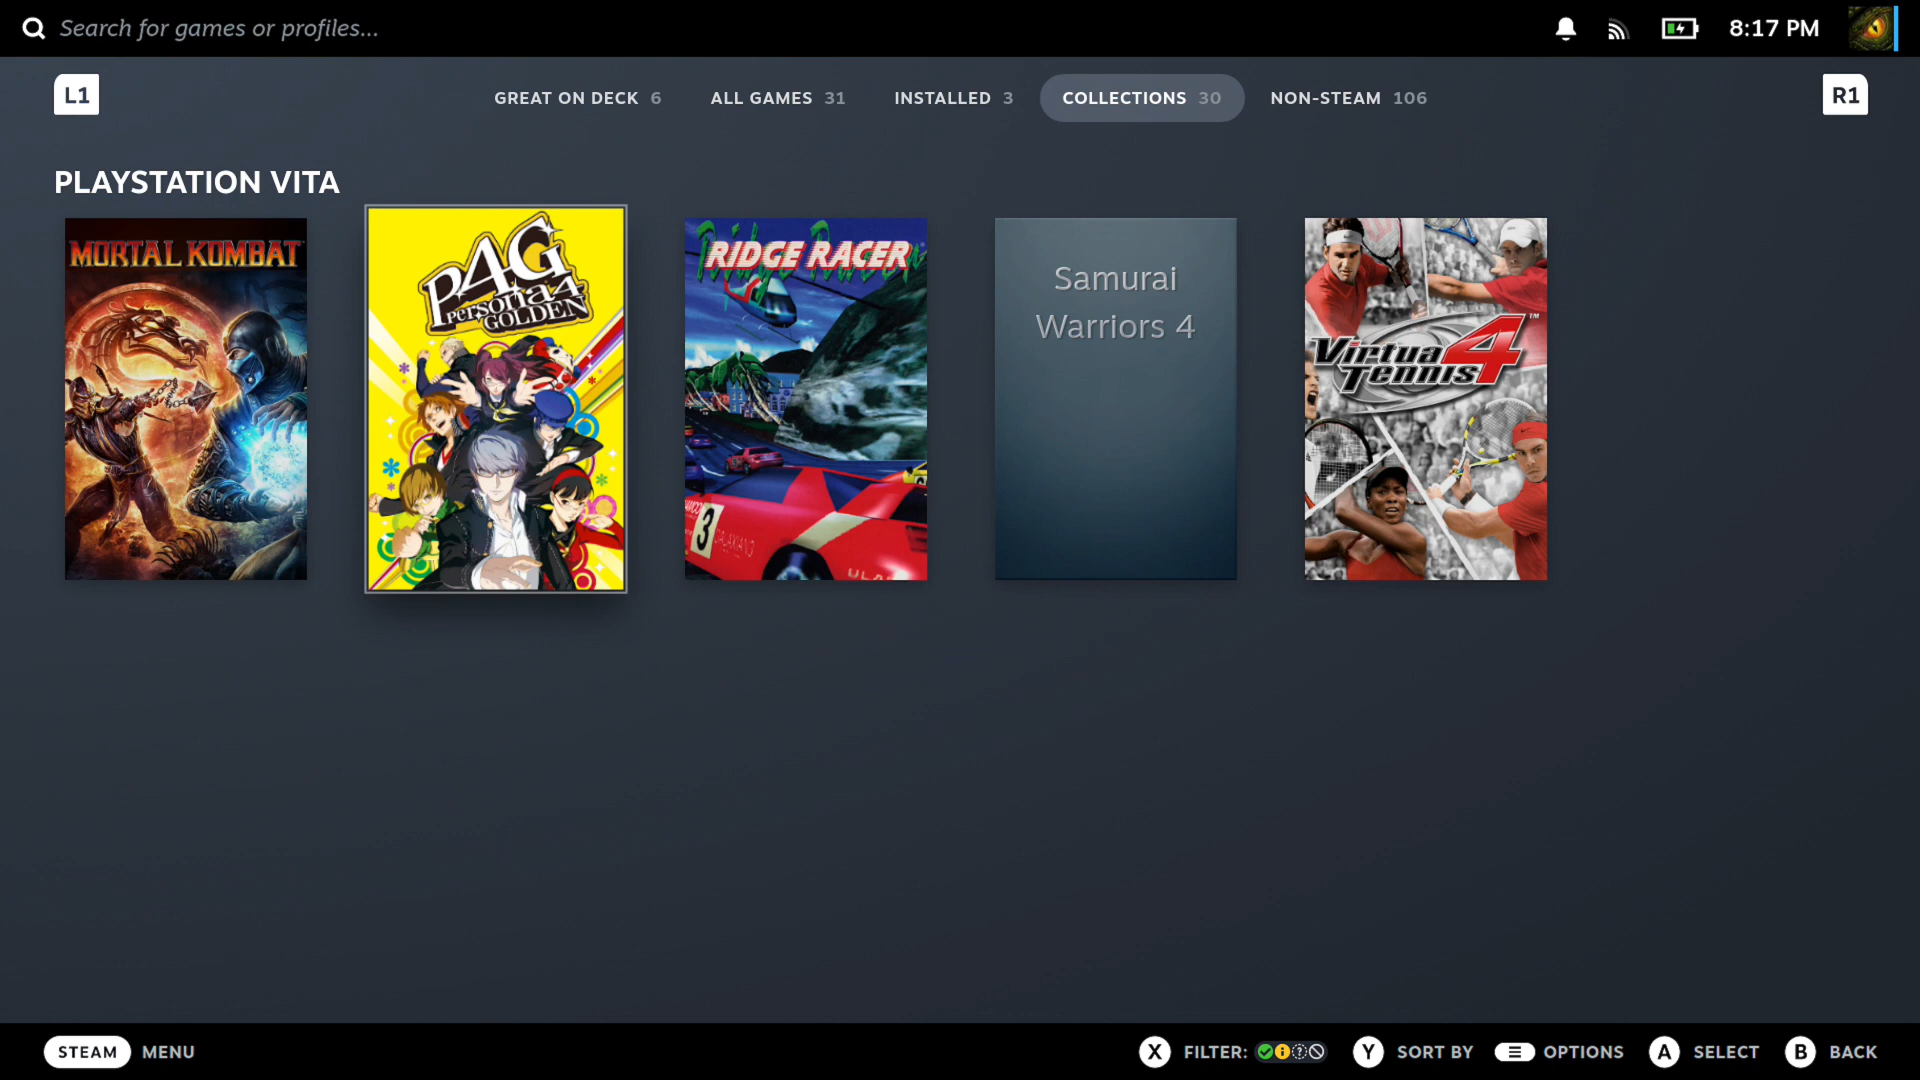 Search for games or profiles...
8:17 PM
L1
GREAT ON DECK 6
ALL GAMES 31
INSTALLED 3
COLLECTIONS 30
NON-STEAM 106
R1
PLAYSTATION VITA
MORTAL KOMBAT
P4G
Persona 4
GOLDEN
RIDGE RACER
3
Samurai
Warriors 4
Virtua
Tennis 4
TM
STEAM MENU
X FILTER:
Y SORT BY
OPTIONS
A SELECT
B BACK